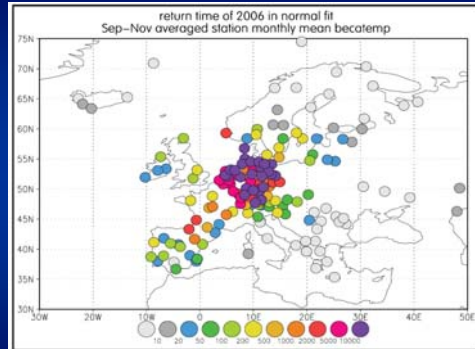 return time of 2006 in normal fit
Sep-Nov averaged station monthly mean becatemp
75N
70N
65N
60N
55N
50N
45N
40N
35N
30N
30W 20W 10W 0 10E 20E 30E 40E 50E
10 20 50 100 200 500 1000 2000 5000 10000